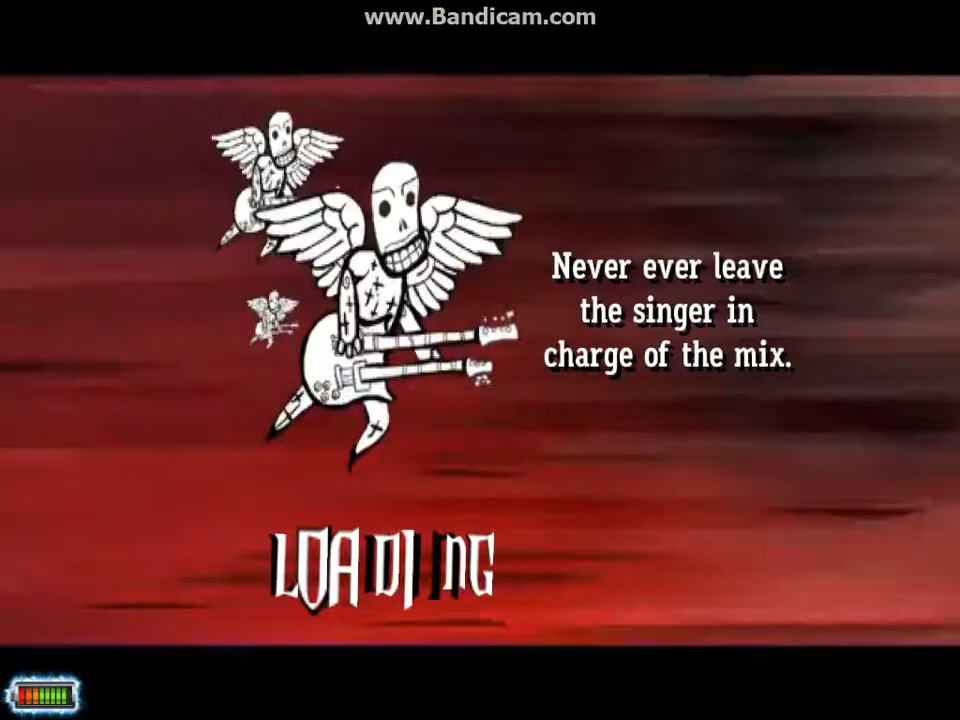 www.Bandicam.com
Never ever leave
the singer in
charge of the mix.
LOADING